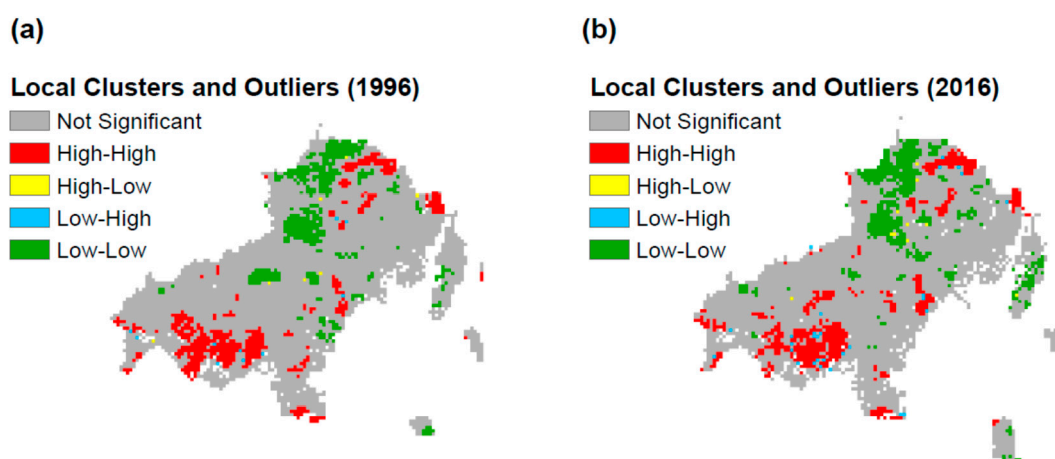 (a)
Local Clusters and Outliers (1996)
Not Significant
High-High
High-Low
Low-High
Low-Low
(b)
Local Clusters and Outliers (2016)
Not Significant
High-High
High-Low
Low-High
Low-Low